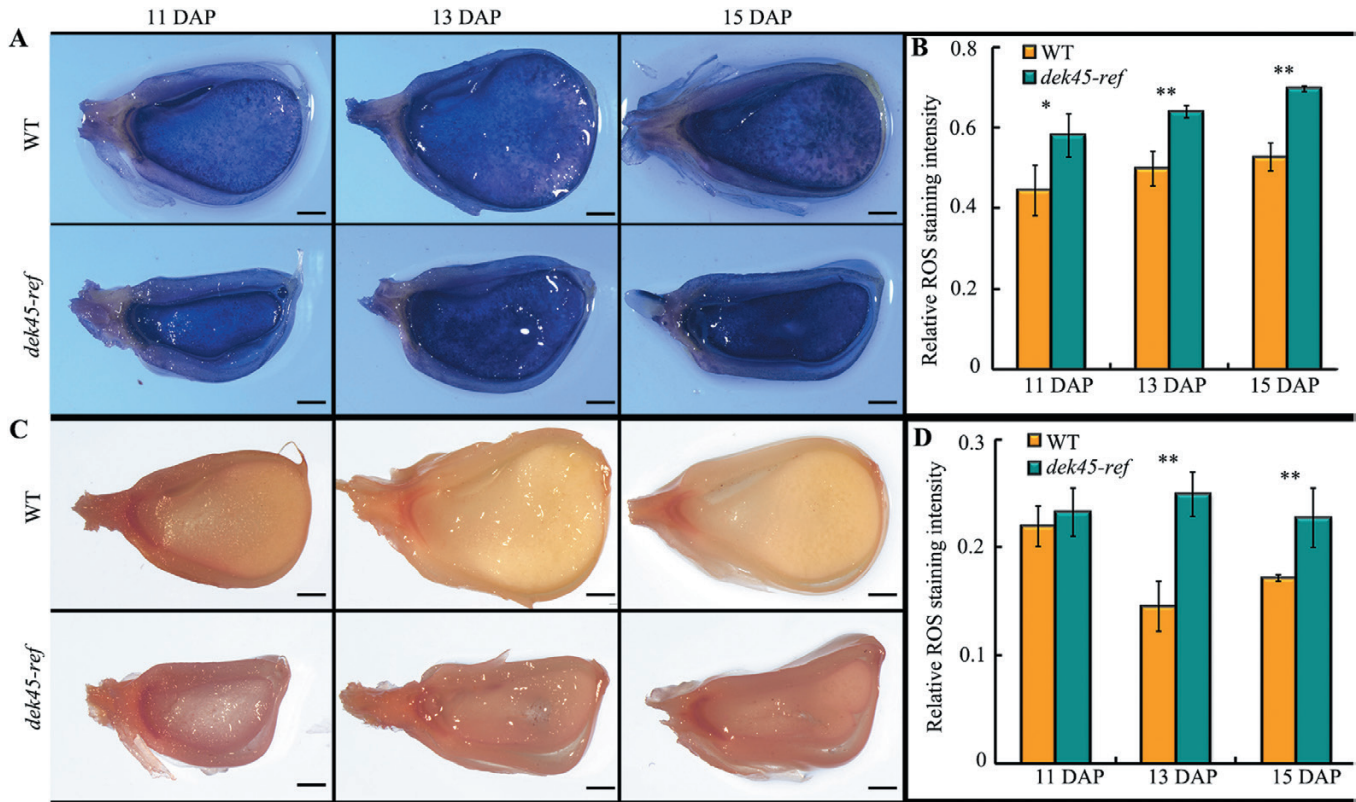 11 DAP 13 DAP 15 DAP
A
WT
dek45-ref
B
WT
dek45-ref
Relative ROS staining intensity
0.8
0.6
0.4
0.2
0
*
**
**
11 DAP 13 DAP 15 DAP
C
WT
dek45-ref
D
WT
dek45-ref
Relative ROS staining intensity
0.3
0.2
0.1
0
**
**
11 DAP 13 DAP 15 DAP